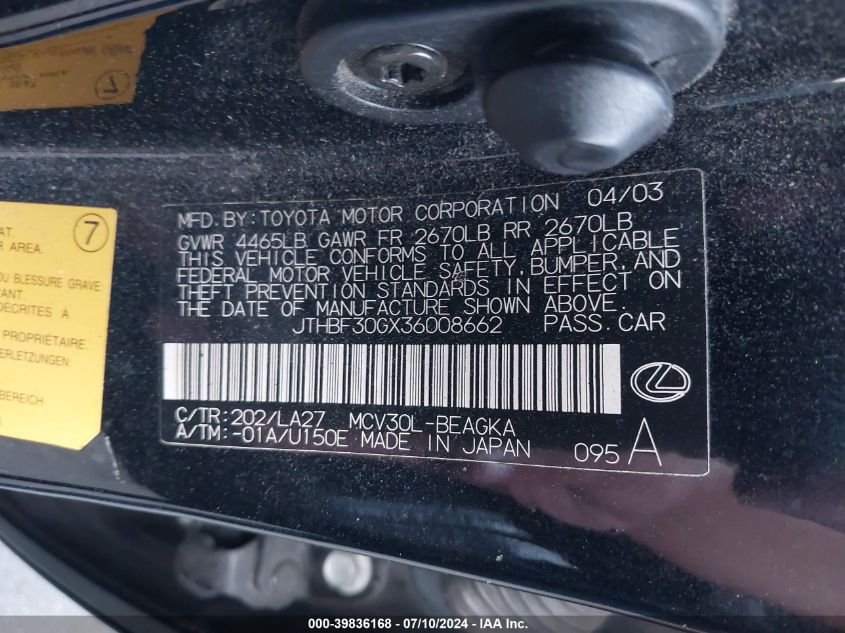 7
7
AREA.
U BLESSURE GRAVE:
ANT.
DÉCRITES À
PROPRIÉTAIRE.
ERLETZUNGEN.
BEREICH
MFD. BY: TOYOTA MOTOR CORPORATION 04/03
GVWR 4465LB GAWR FR 2670LB RR 2670LB
THIS VEHICLE CONFORMS TO ALL APPLICABLE
FEDERAL MOTOR VEHICLE SAFETY, BUMPER, AND
THEFT PREVENTION STANDARDS IN EFFECT ON
THE DATE OF MANUFACTURE SHOWN ABOVE.
JTHBF30GX36008662 PASS. CAR
C/TR: 202/LA27 MCV30L-BEAGKA
A/TM: -01A/U150E MADE IN JAPAN 095 A
000-39836168 - 07/10/2024 - IAA Inc.